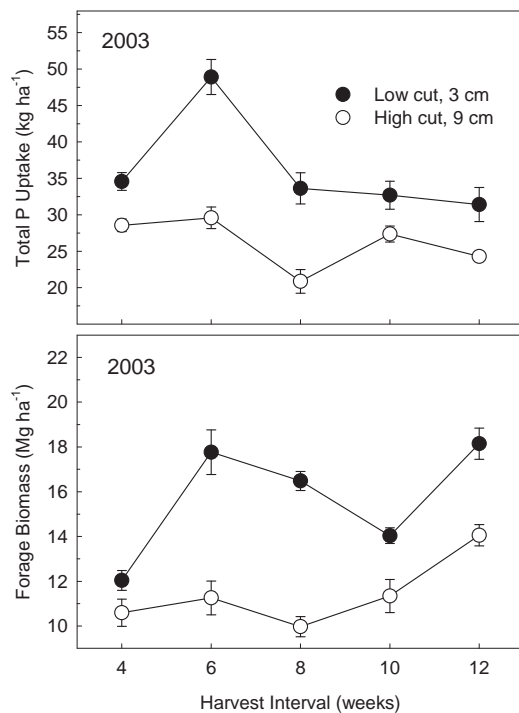 2003
Low cut, 3 cm
High cut, 9 cm
Total P Uptake (kg ha⁻¹)
55
50
45
40
35
30
25
20
2003
Forage Biomass (Mg ha⁻¹)
22
20
18
16
14
12
10
4 6 8 10 12
Harvest Interval (weeks)